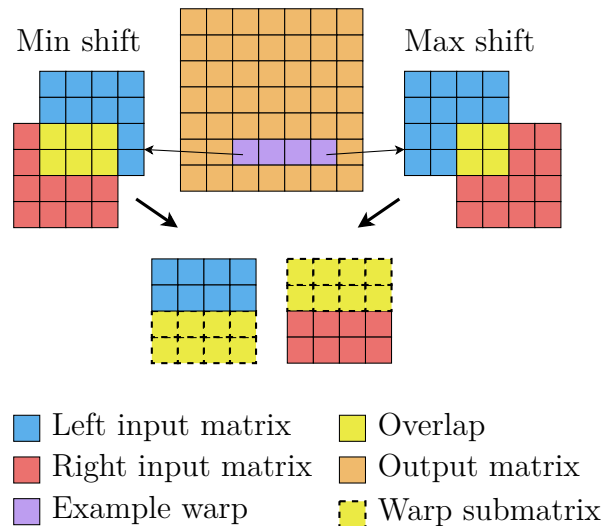 Min shift
Max shift
Left input matrix
Overlap
Right input matrix
Output matrix
Example warp
Warp submatrix